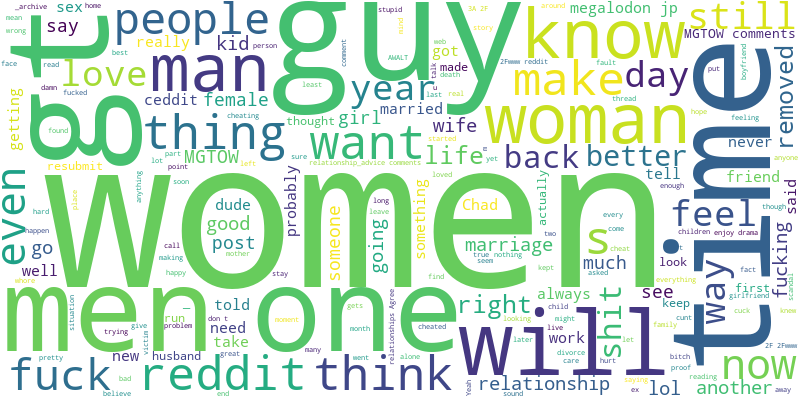 _archive
sex
home
people
guy
stupid
mind
AWALT
IA ZF
story
around
megalodon jp
still
mean
wrong
say
really
kid
best
person
comment
web
got
know
2Fwww reddit
fault
boyfriend
MGTOW comments
face
read
damn
fucked
love
man
least
talk
made
death
last
real
make
day
put
removed
getting
gt
ceddit
female
cheating
year
married
thread
feeling
hope
found
thing
thought
girl
want
wife
woman
never
anyone
resubmit
lot
part
point
MGTOW
left
sure
relationship_advice comments
life
yet
back
better
tell
friend
time
even
soon
anything
women
loved
enough
though
said
place
hard
happen
go
well
dude
good
post
call
making
happy
whore
mother
probably
someone
long
leave
stay
going
something
Chad
marriage
actually
two
true nothing
seem
kept
find
every
come
cheat
asked
s
much
feel
children enjoy drama
look
fact
everything
way
fucking
scandal
men
situation
trying
run
give
problem
told
need
take
don t
moment
one
gets
month
many
cheated
right
always
looking
later
might
live
child
work
will
shit
see
family
keep
cunt
first
girlfriend
cuck
knew
now
2F 2Fwww
fuck
pretty
new
bad
believe
husband
victim
reddit
great
end
think
went
alone
relationships Agree
Yeah
relationship
divorce
care
sound
hurt
ex
let
saying
lol
bitch
proof
reading
another
away